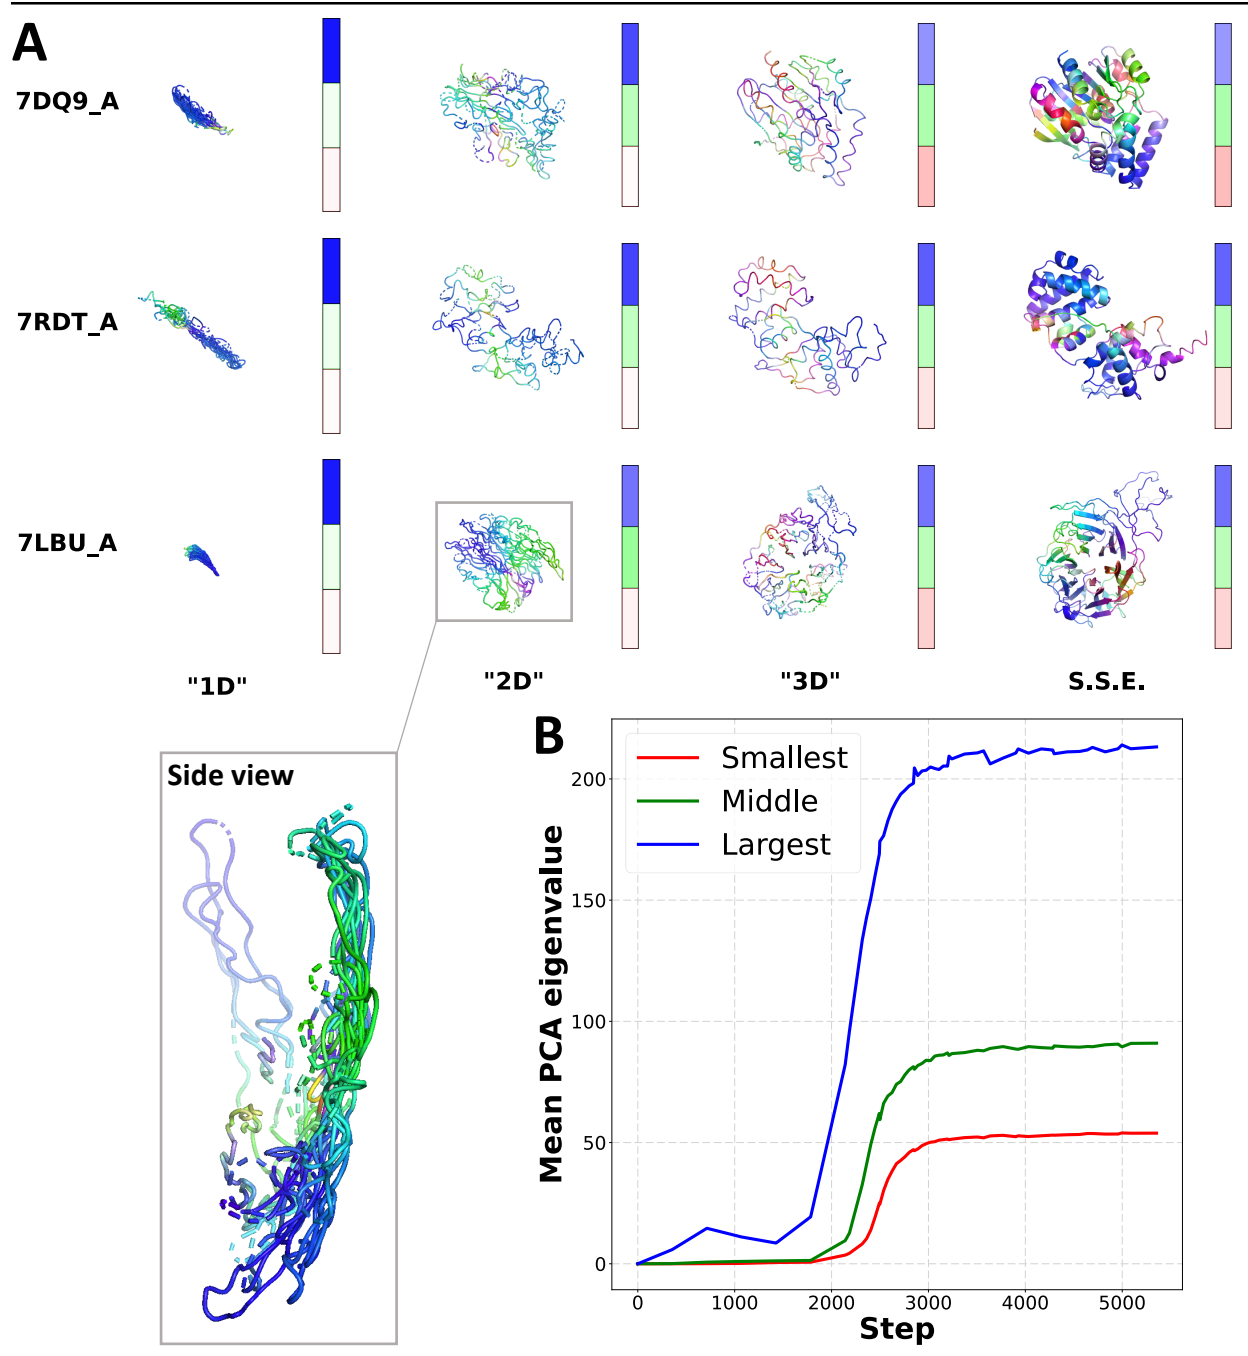 A
7DQ9_A
7RDT_A
7LBU_A
"1D" "2D" "3D" S.S.E.
Side view
B
Smallest
Middle
Largest
Mean PCA eigenvalue
200
150
100
50
0
0 1000 2000 3000 4000 5000
Step